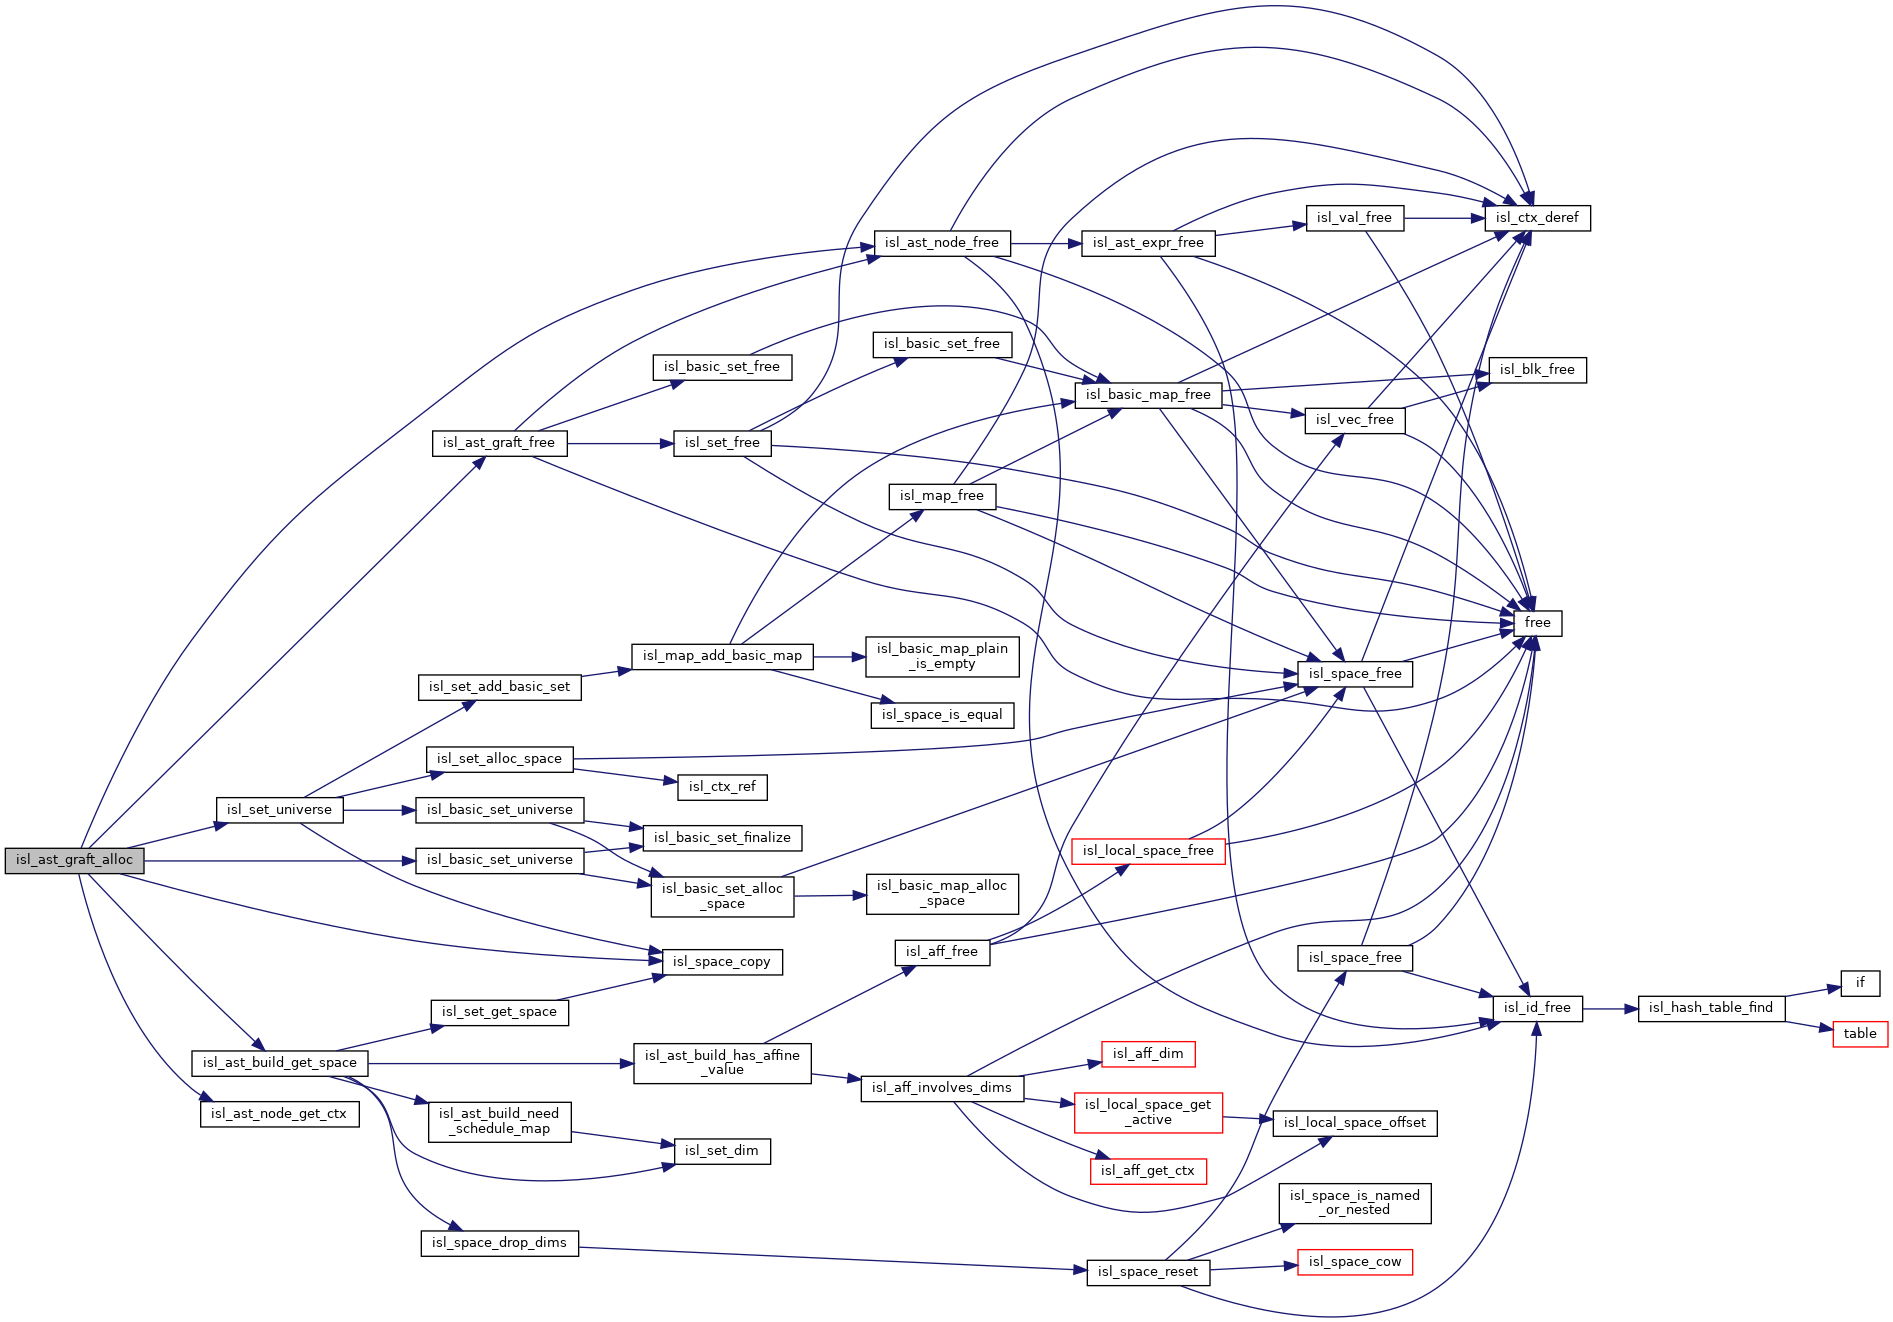 isl_ast_graft_alloc
isl_ast_graft_free
isl_set_universe
isl_ast_build_get_space
isl_ast_node_get_ctx
isl_set_add_basic_set
isl_set_alloc_space
isl_basic_set_universe
isl_basic_set_universe
isl_set_get_space
isl_ast_build_need
_schedule_map
isl_space_drop_dims
isl_basic_set_free
isl_set_free
isl_map_add_basic_map
isl_ctx_ref
isl_basic_set_finalize
isl_basic_set_alloc
_space
isl_space_copy
isl_ast_build_has_affine
_value
isl_set_dim
isl_ast_node_free
isl_basic_set_free
isl_map_free
isl_basic_map_plain
_is_empty
isl_space_is_equal
isl_basic_map_alloc
_space
isl_aff_free
isl_aff_involves_dims
isl_ast_expr_free
isl_basic_map_free
isl_local_space_free
isl_aff_dim
isl_local_space_get
_active
isl_aff_get_ctx
isl_space_reset
isl_val_free
isl_vec_free
isl_space_free
isl_space_free
isl_local_space_offset
isl_space_is_named
_or_nested
isl_space_cow
isl_ctx_deref
isl_blk_free
free
isl_id_free
isl_hash_table_find
if
table